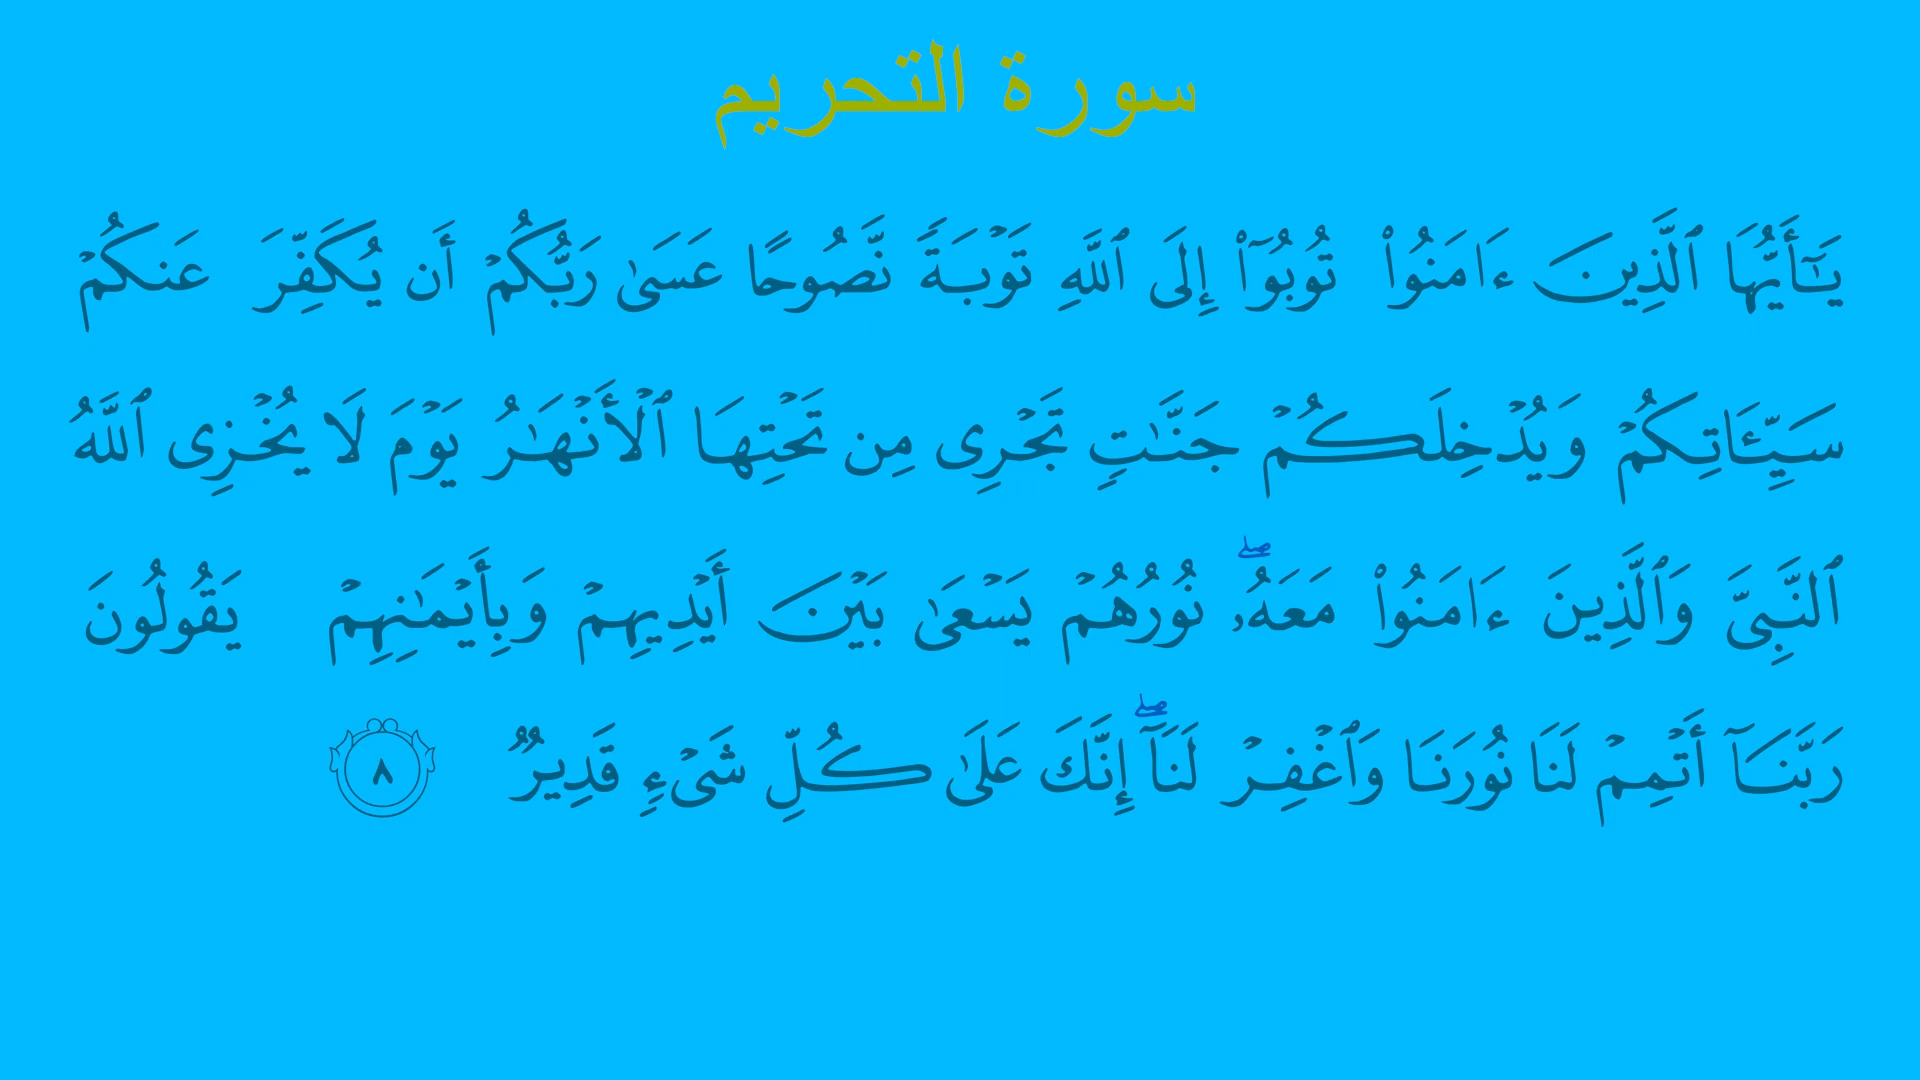 سورة التحريم
يَٰٓأَيُّهَا ٱلَّذِينَ ءَامَنُوا۟ تُوبُوٓا۟ إِلَى ٱللَّهِ تَوْبَةً نَّصُوحًا عَسَىٰ رَبُّكُمْ أَن يُكَفِّرَ عَنكُمْ
سَيِّـَٔاتِكُمْ وَيُدْخِلَكُمْ جَنَّٰتٍ تَجْرِى مِن تَحْتِهَا ٱلْأَنْهَٰرُ يَوْمَ لَا يُخْزِى ٱللَّهُ
ٱلنَّبِىَّ وَٱلَّذِينَ ءَامَنُوا۟ مَعَهُۥۖ نُورُهُمْ يَسْعَىٰ بَيْنَ أَيْدِيهِمْ وَبِأَيْمَٰنِهِمْ يَقُولُونَ
رَبَّنَآ أَتْمِمْ لَنَا نُورَنَا وَٱغْفِرْ لَنَآۖ إِنَّكَ عَلَىٰ كُلِّ شَىْءٍ قَدِيرٌ ٨